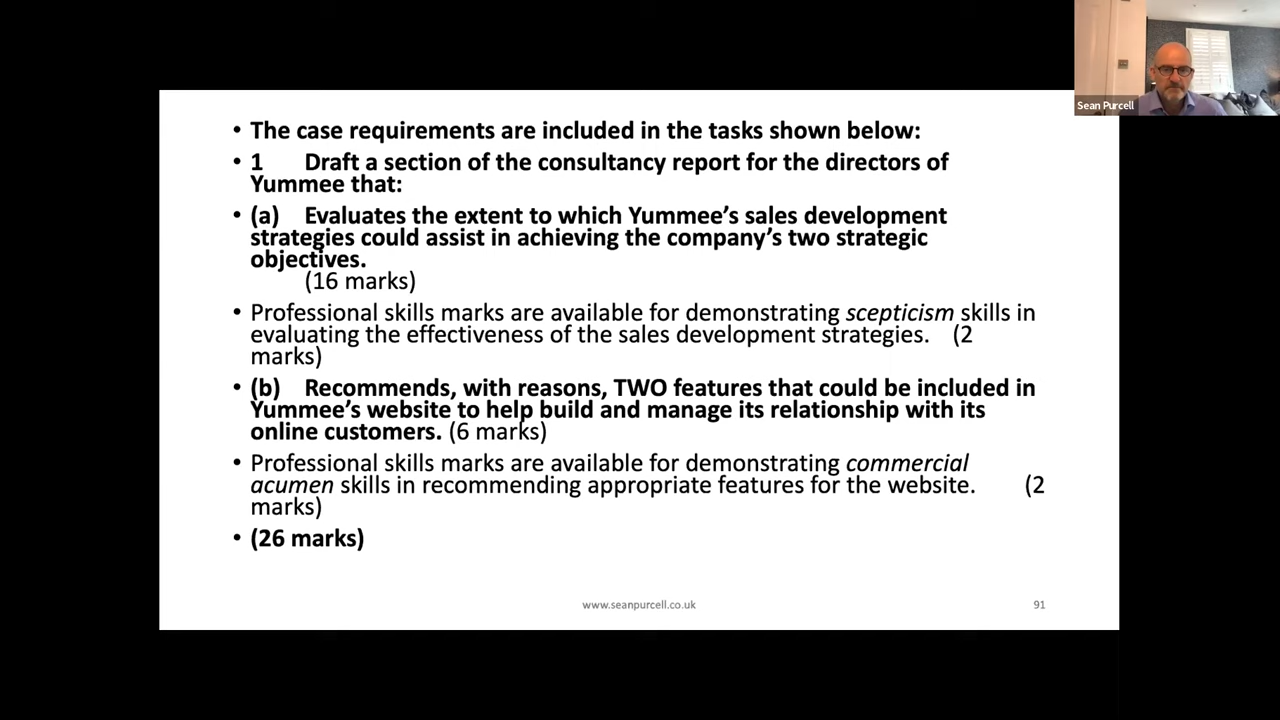 Sean Purcell
• The case requirements are included in the tasks shown below:
• 1 Draft a section of the consultancy report for the directors of
Yummee that:
• (a) Evaluates the extent to which Yummee’s sales development
strategies could assist in achieving the company’s two strategic
objectives.
(16 marks)
• Professional skills marks are available for demonstrating scepticism skills in
evaluating the effectiveness of the sales development strategies. (2
marks)
• (b) Recommends, with reasons, TWO features that could be included in
Yummee’s website to help build and manage its relationship with its
online customers. (6 marks)
• Professional skills marks are available for demonstrating commercial
acumen skills in recommending appropriate features for the website. (2
marks)
• (26 marks)
www.seanpurcell.co.uk 91